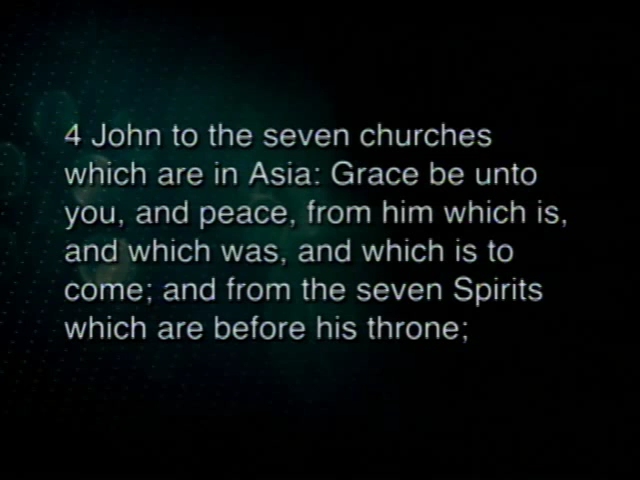 4 John to the seven churches
which are in Asia: Grace be unto
you, and peace, from him which is,
and which was, and which is to
come; and from the seven Spirits
which are before his throne;